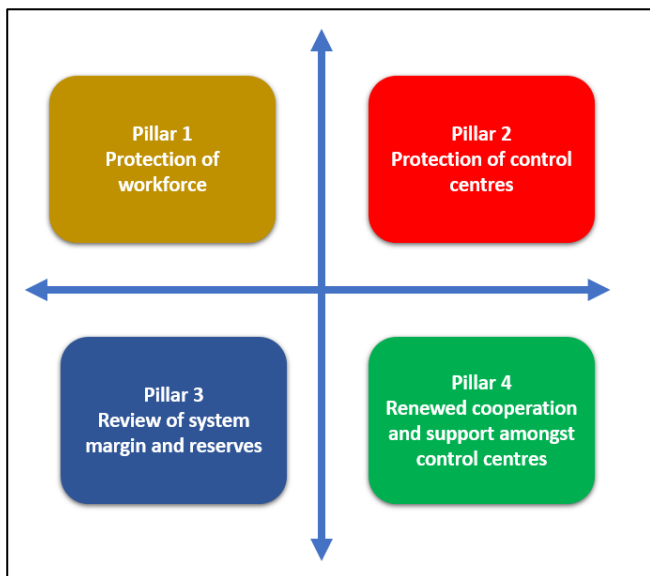 Pillar 1
Protection of
workforce
Pillar 2
Protection of control
centres
Pillar 3
Review of system
margin and reserves
Pillar 4
Renewed cooperation
and support amongst
control centres